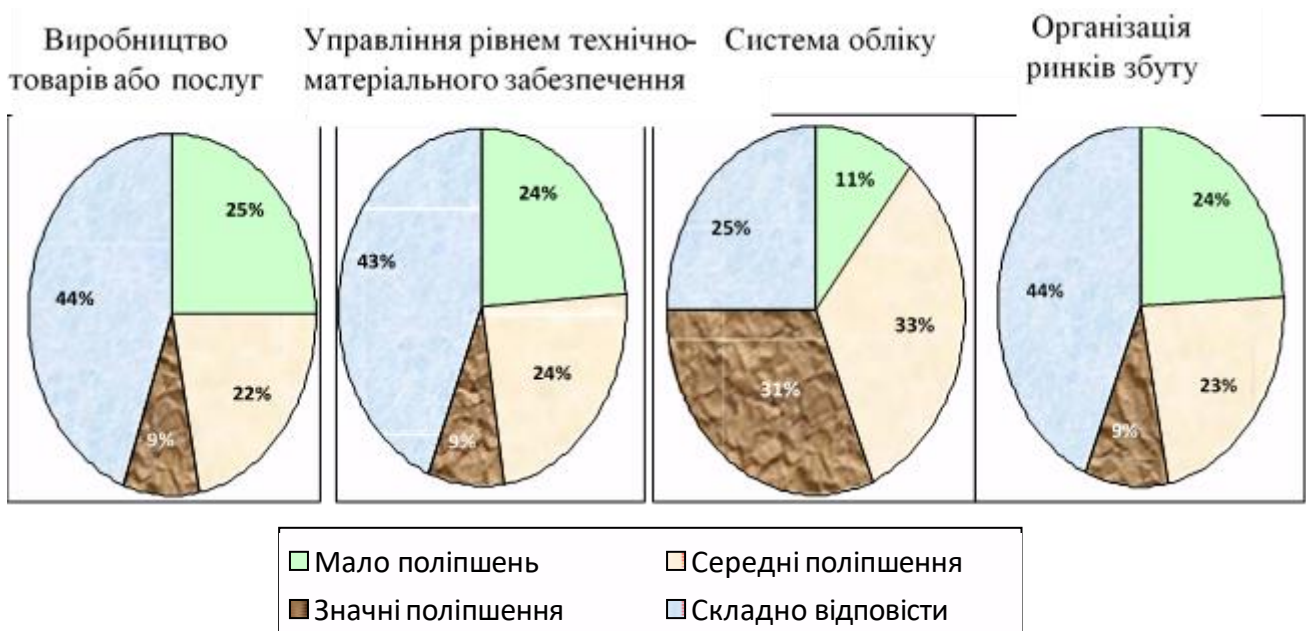 Виробництво
товарів або послуг
Управління рівнем технічно-
матеріального забезпечення
Система обліку
Організація
ринків збуту
25%
44%
22%
9%
24%
43%
24%
9%
11%
25%
33%
31%
24%
44%
23%
9%
Мало поліпшень
Середні поліпшення
Значні поліпшення
Складно відповісти